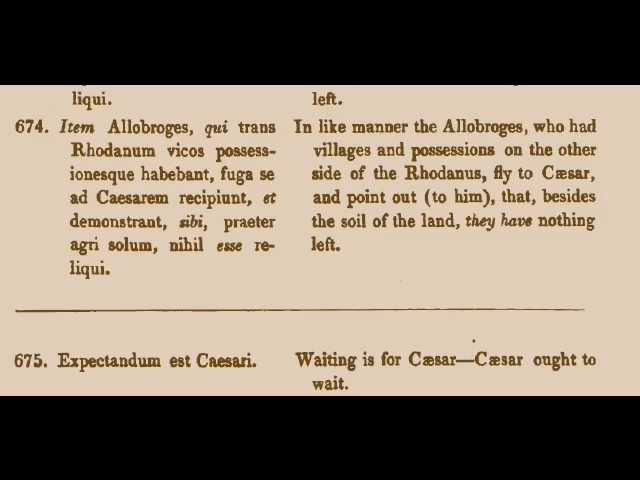 liqui.
left.
674. Item Allobroges, qui trans
Rhodanum vicos possess-
ionesque habebant, fuga se
ad Caesarem recipiunt, et
demonstrant, sibi, praeter
agri solum, nihil esse re-
liqui.
In like manner the Allobroges, who had
villages and possessions on the other
side of the Rhodanus, fly to Cæsar,
and point out (to him), that, besides
the soil of the land, they have nothing
left.
675. Expectandum est Caesari.
Waiting is for Cæsar—Cæsar ought to
wait.